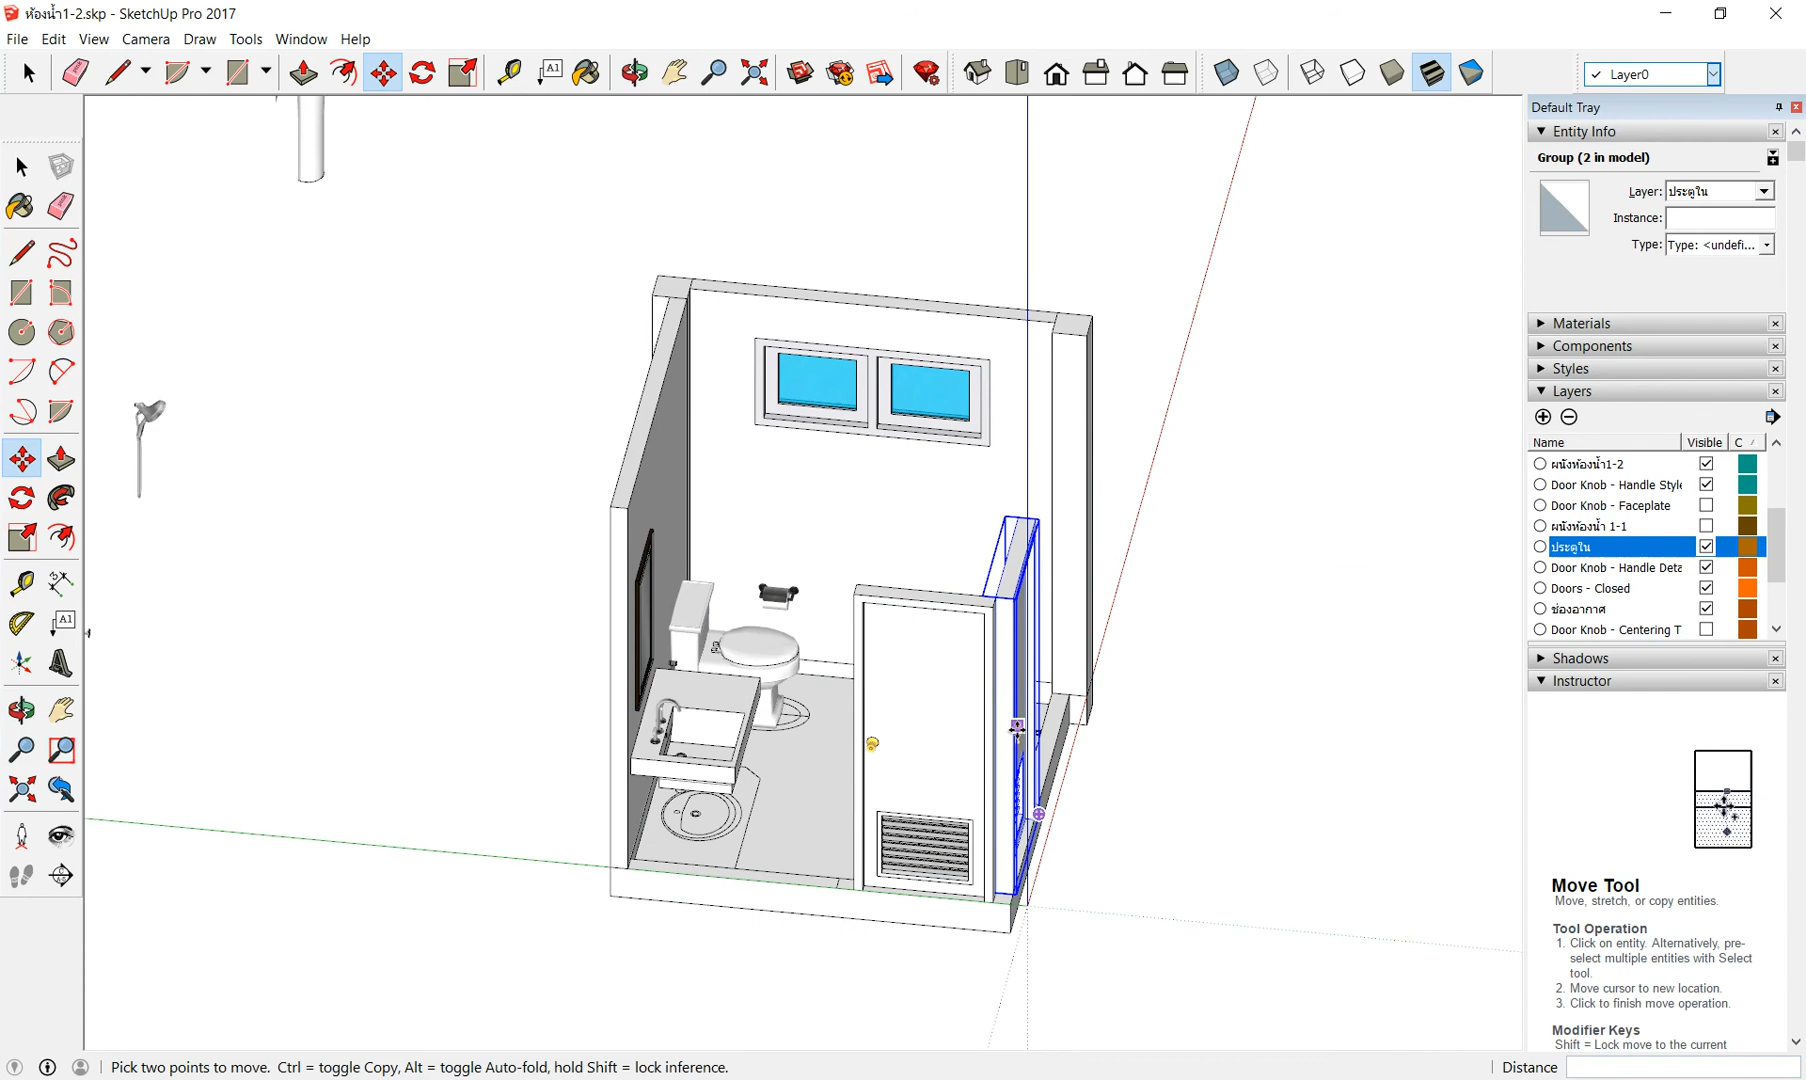 ห้องน้ำ1-2.skp - SketchUp Pro 2017
File Edit View Camera Draw Tools Window Help
Layer0
Default Tray
Entity Info
Group (2 in model)
Layer: ประตูใน
Instance:
Type: Type: <undefi...
Materials
Components
Styles
Layers
Name Visible C
ผนังห้องน้ำ1-2
Door Knob - Handle Style
Door Knob - Faceplate
ผนังห้องน้ำ 1-1
ประตูใน
Door Knob - Handle Deta
Doors - Closed
ช่องอากาศ
Door Knob - Centering T
Shadows
Instructor
Move Tool
Move, stretch, or copy entities.
Tool Operation
1. Click on entity. Alternatively, pre-
select multiple entities with Select
tool.
2. Move cursor to new location.
3. Click to finish move operation.
Modifier Keys
Shift = Lock move to the current
Pick two points to move. Ctrl = toggle Copy, Alt = toggle Auto-fold, hold Shift = lock inference.
Distance